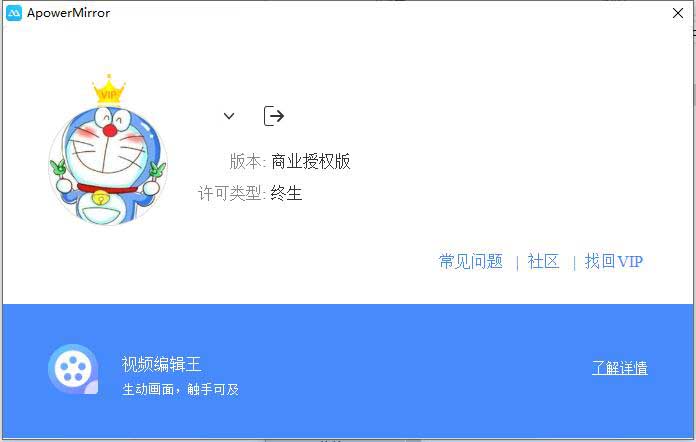 ApowerMirror
VIP
版本: 商业授权版
许可类型: 终生
常见问题 | 社区 | 找回VIP
视频编辑王
生动画面，触手可及
了解详情